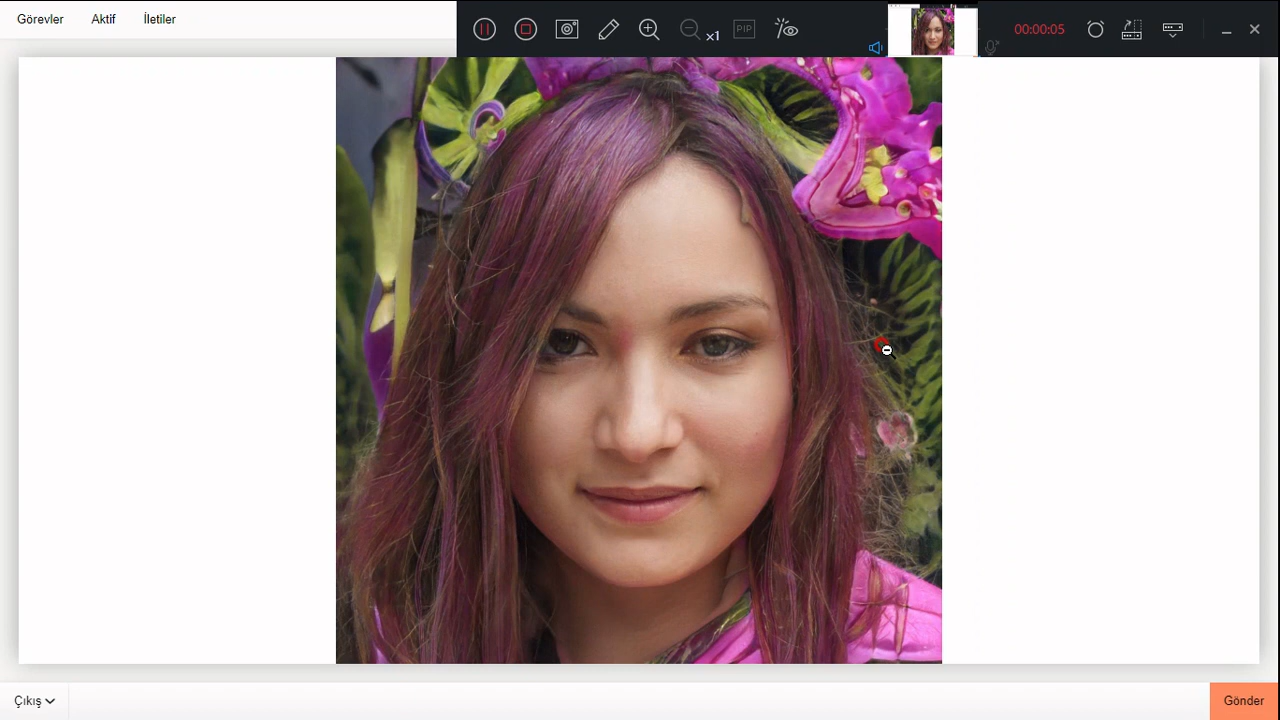 Görevler Aktif İletiler
x1 PIP 00:00:05
Çıkış Gönder